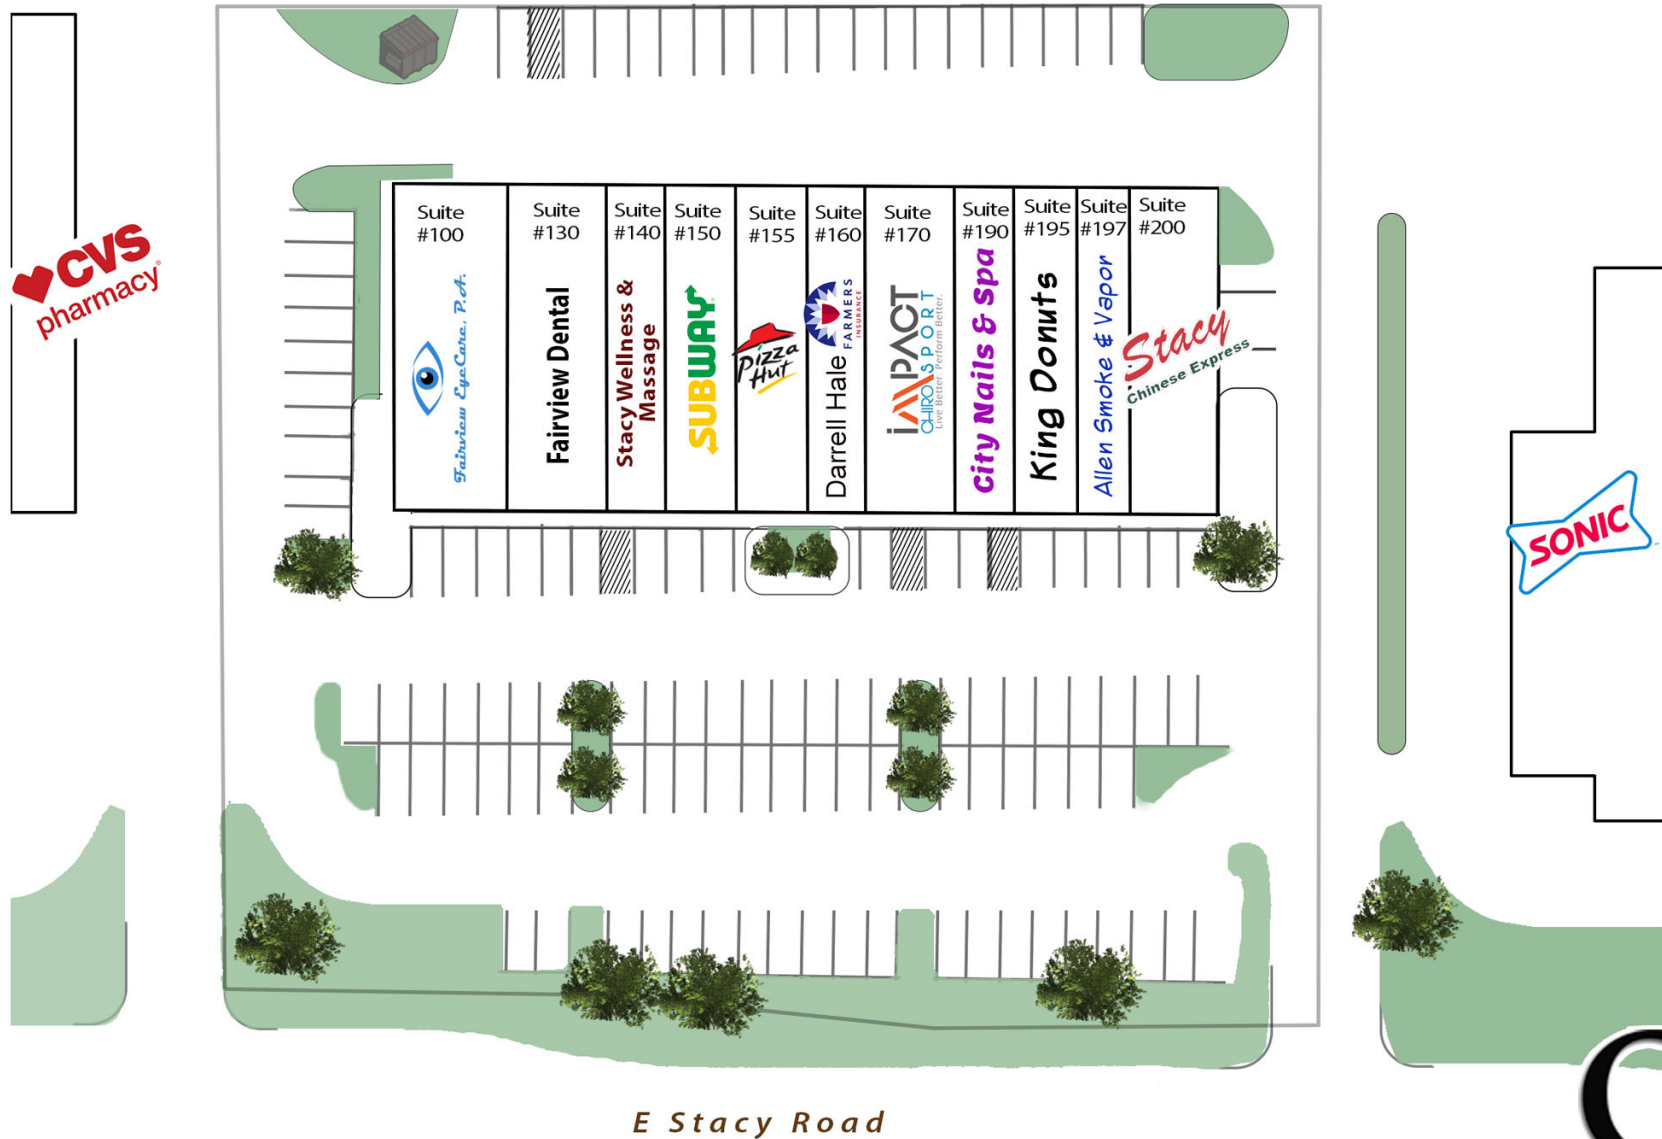 CVS
pharmacy
Suite
#100
Fairview EyeCare, P.A.
Suite
#130
Fairview Dental
Suite
#140
Stacy Wellness &
Massage
Suite
#150
SUBWAY
Suite
#155
Pizza
Hut
Suite
#160
FARMERS
INSURANCE
Darrell Hale
Suite
#170
iMPACT
CHIROSPORT
Live Better. Perform Better.
Suite
#190
City Nails & Spa
Suite
#195
King Donuts
Suite
#197
Allen Smoke & Vapor
Suite
#200
Stacy
Chinese Express
SONIC
E Stacy Road